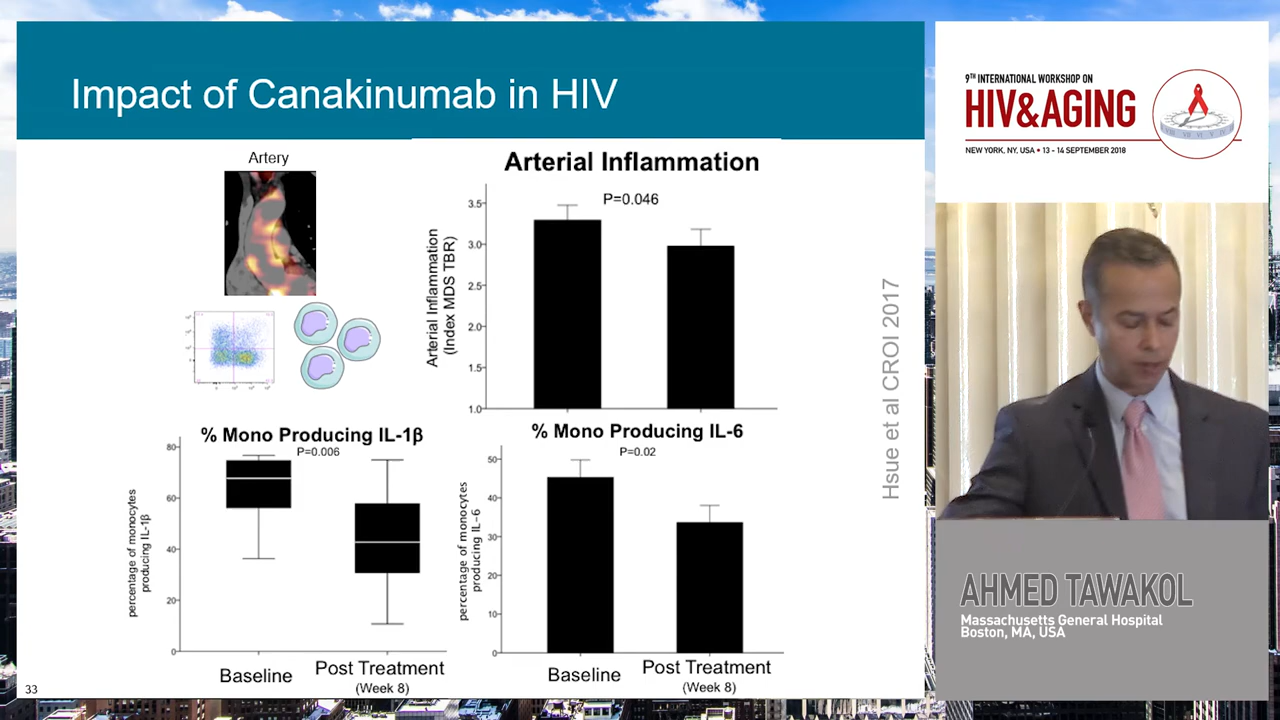 Impact of Canakinumab in HIV
Artery
Arterial Inflammation
P=0.046
Arterial Inflammation
(Index MDS TBR)
3.5
3.0
2.5
2.0
1.5
1.0
Hsue et al CROI 2017
% Mono Producing IL-1β
P=0.006
percentage of monocytes
producing IL-1β
80
60
40
20
0
Baseline
Post Treatment
(Week 8)
% Mono Producing IL-6
P=0.02
percentage of monocytes
producing IL-6
50
40
30
20
10
0
Baseline
Post Treatment
(Week 8)
33
9TH INTERNATIONAL WORKSHOP ON
HIV&AGING
NEW YORK, NY, USA • 13 - 14 SEPTEMBER 2018
AHMED TAWAKOL
Massachusetts General Hospital
Boston, MA, USA